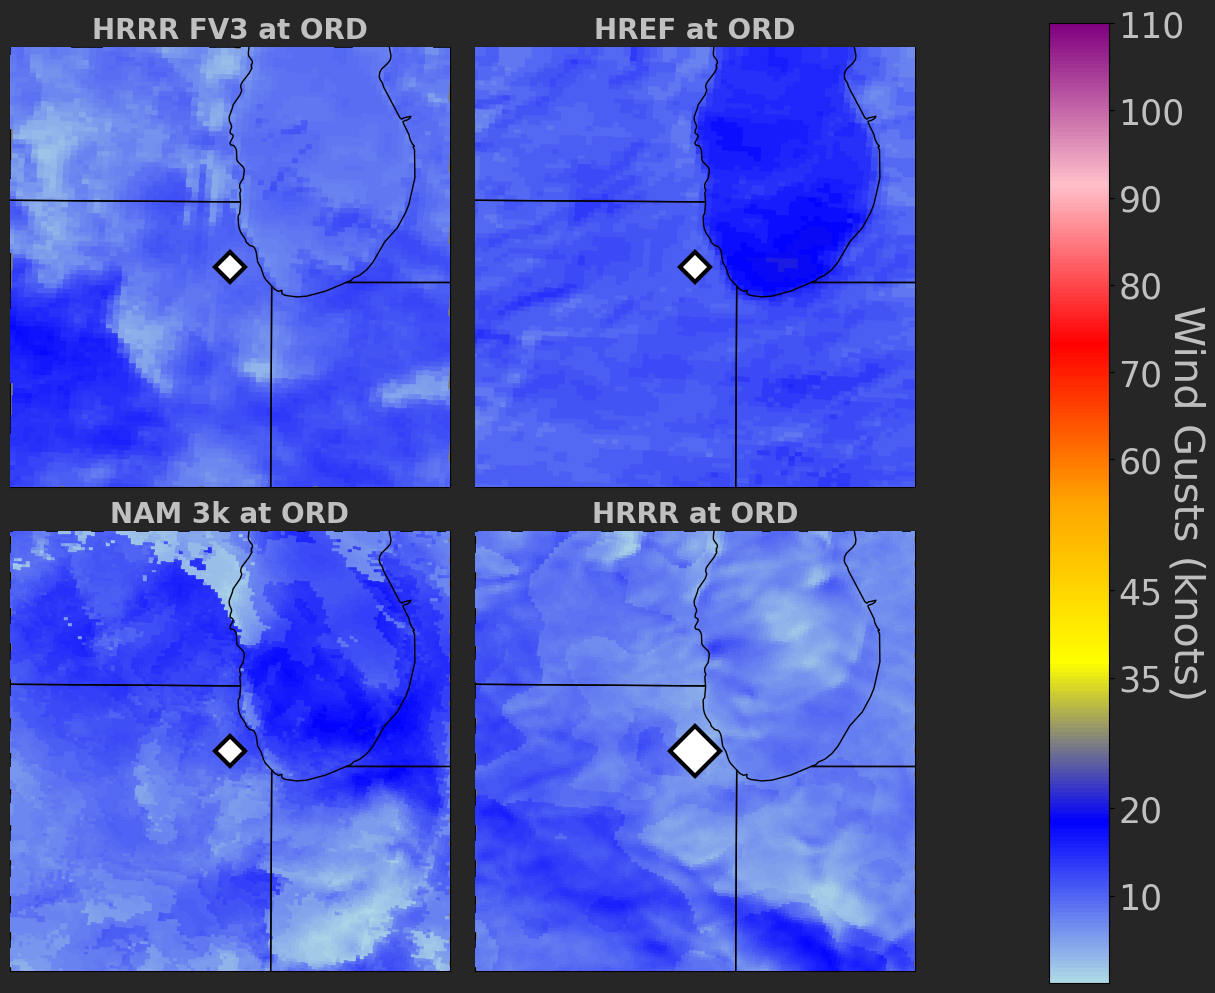 HRRR FV3 at ORD
HREF at ORD
NAM 3k at ORD
HRRR at ORD
110
100
90
80
70
60
45
35
20
10
Wind Gusts (knots)